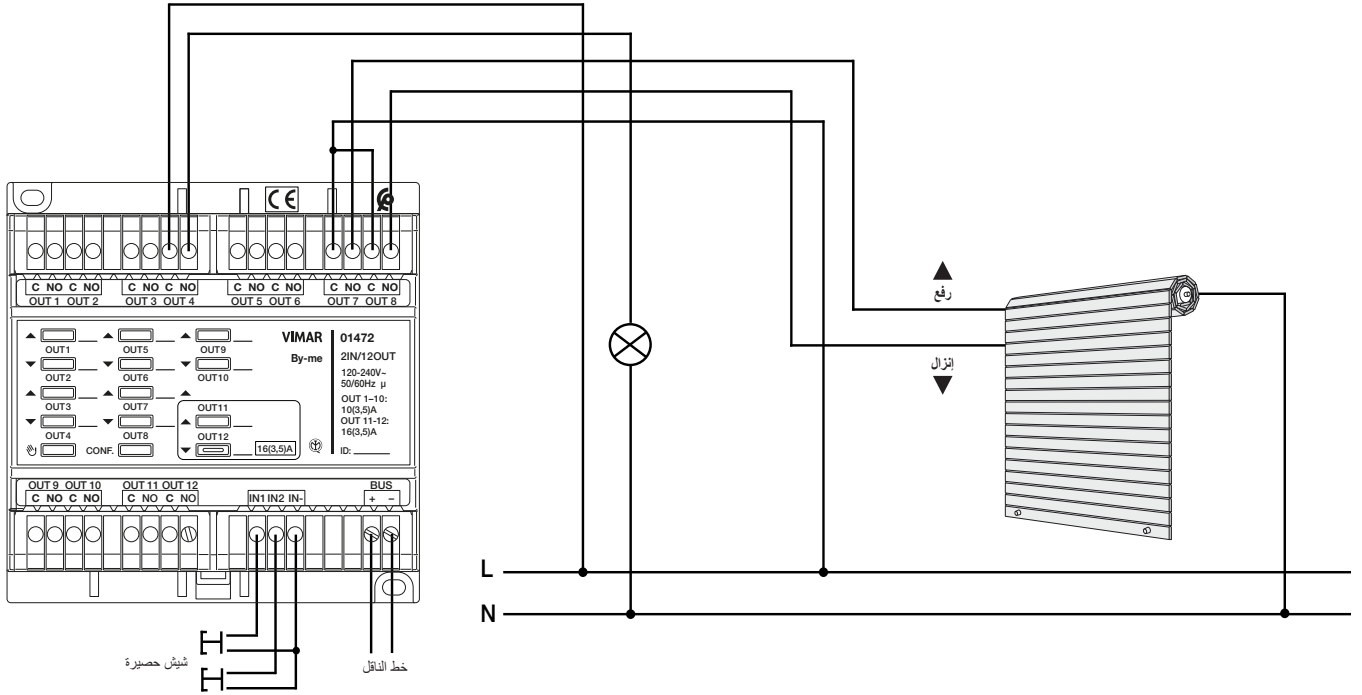 CE
C NO C NO
C NO C NO
C NO C NO
C NO C NO
OUT 1 OUT 2
OUT 3 OUT 4
OUT 5 OUT 6
OUT 7 OUT 8
OUT1
OUT5
OUT9
OUT2
OUT6
OUT10
OUT3
OUT7
OUT11
OUT4
OUT8
OUT12
CONF.
16(3,5)A
VIMAR
By-me
01472
2IN/12OUT
120-240V~
50/60Hz µ
OUT 1–10:
10(3,5)A
OUT 11-12:
16(3,5)A
ID:
OUT 9 OUT 10
OUT 11 OUT 12
C NO C NO
C NO C NO
IN1 IN2 IN-
BUS
+ −
رفع
إنزال
L
N
شيش حصيرة
خط الناقل